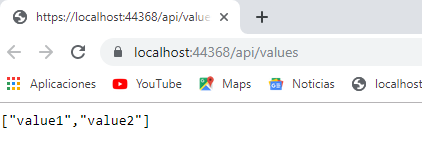 https://localhost:44368/api/value
localhost:44368/api/values
Aplicaciones YouTube Maps Noticias localhost
["value1","value2"]